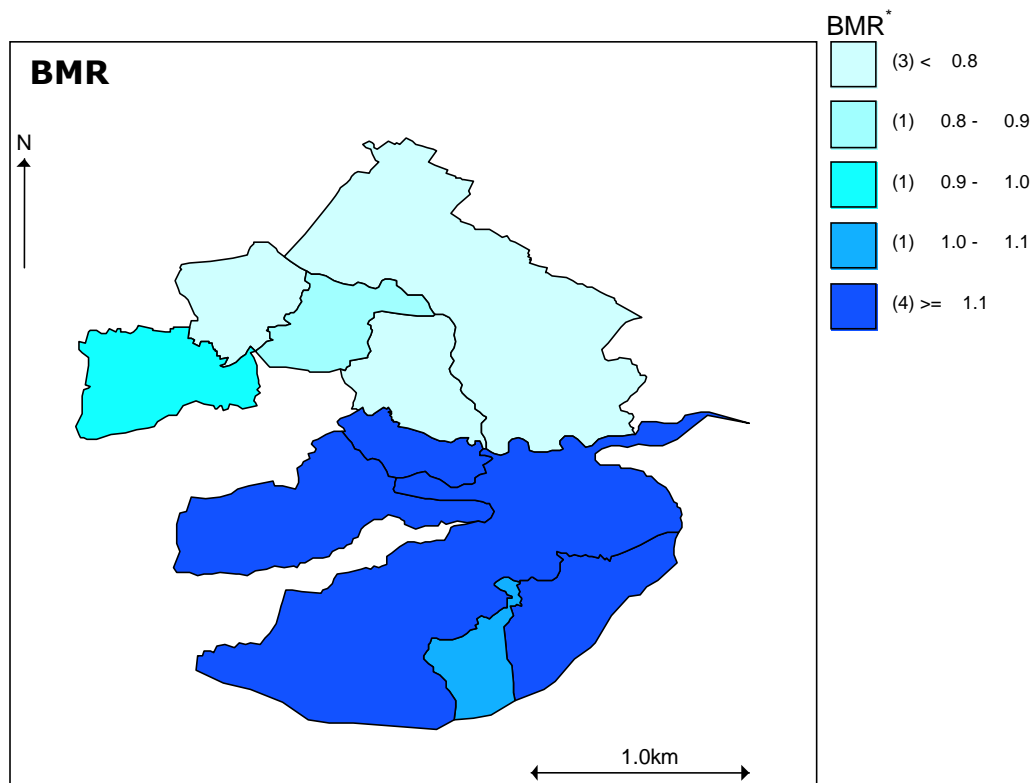 BMR*
BMR
(3) < 0.8
(1) 0.8 - 0.9
N
(1) 0.9 - 1.0
(1) 1.0 - 1.1
(4) >= 1.1
1.0km